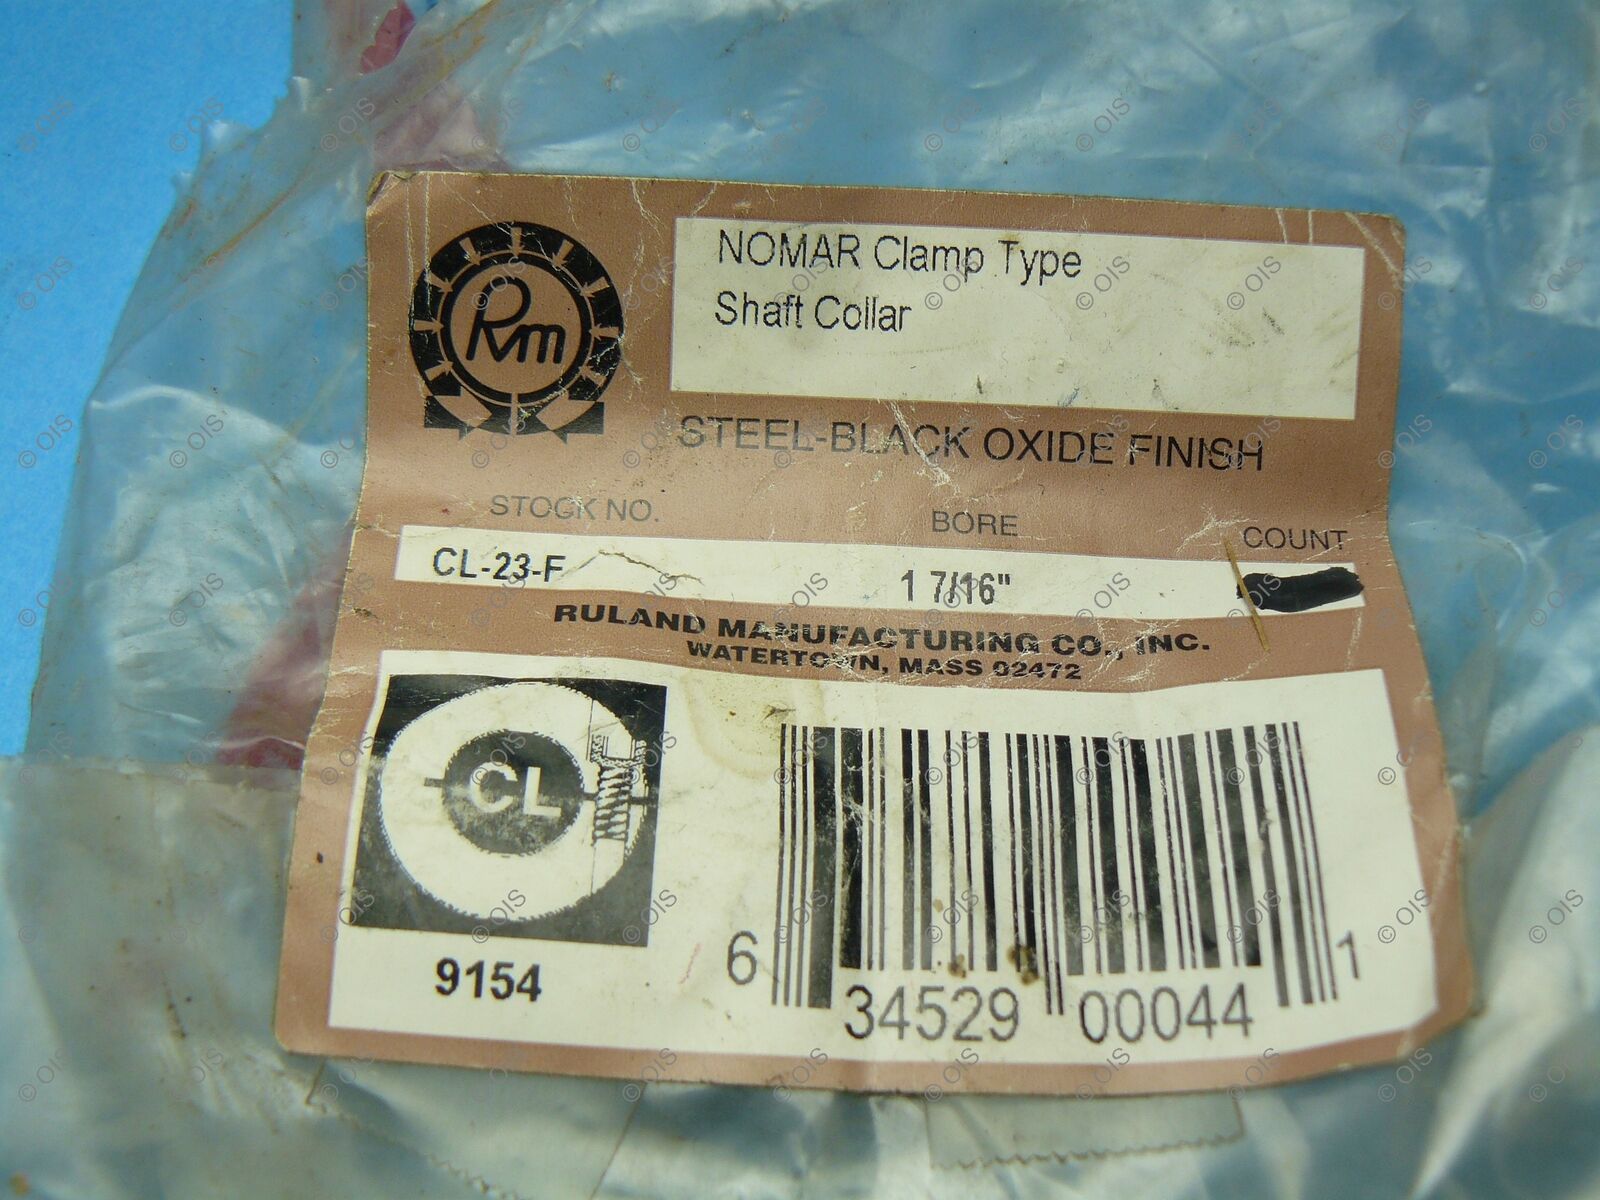 NOMAR Clamp Type
Shaft Collar
Rm
STEEL-BLACK OXIDE FINISH
STOCK NO. BORE COUNT
CL-23-F 1 7/16"
RULAND MANUFACTURING CO., INC.
WATERTOWN, MASS 02472
CL
9154
6 34529 00044 1
© OIS